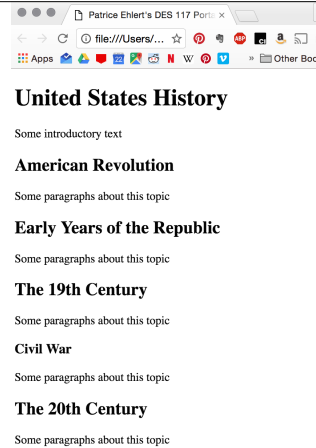 Patrice Ehlert's DES 117 Porta
file:///Users/...
ABP
Apps
22
N
W
»
Other Boo
United States History
Some introductory text
American Revolution
Some paragraphs about this topic
Early Years of the Republic
Some paragraphs about this topic
The 19th Century
Some paragraphs about this topic
Civil War
Some paragraphs about this topic
The 20th Century
Some paragraphs about this topic